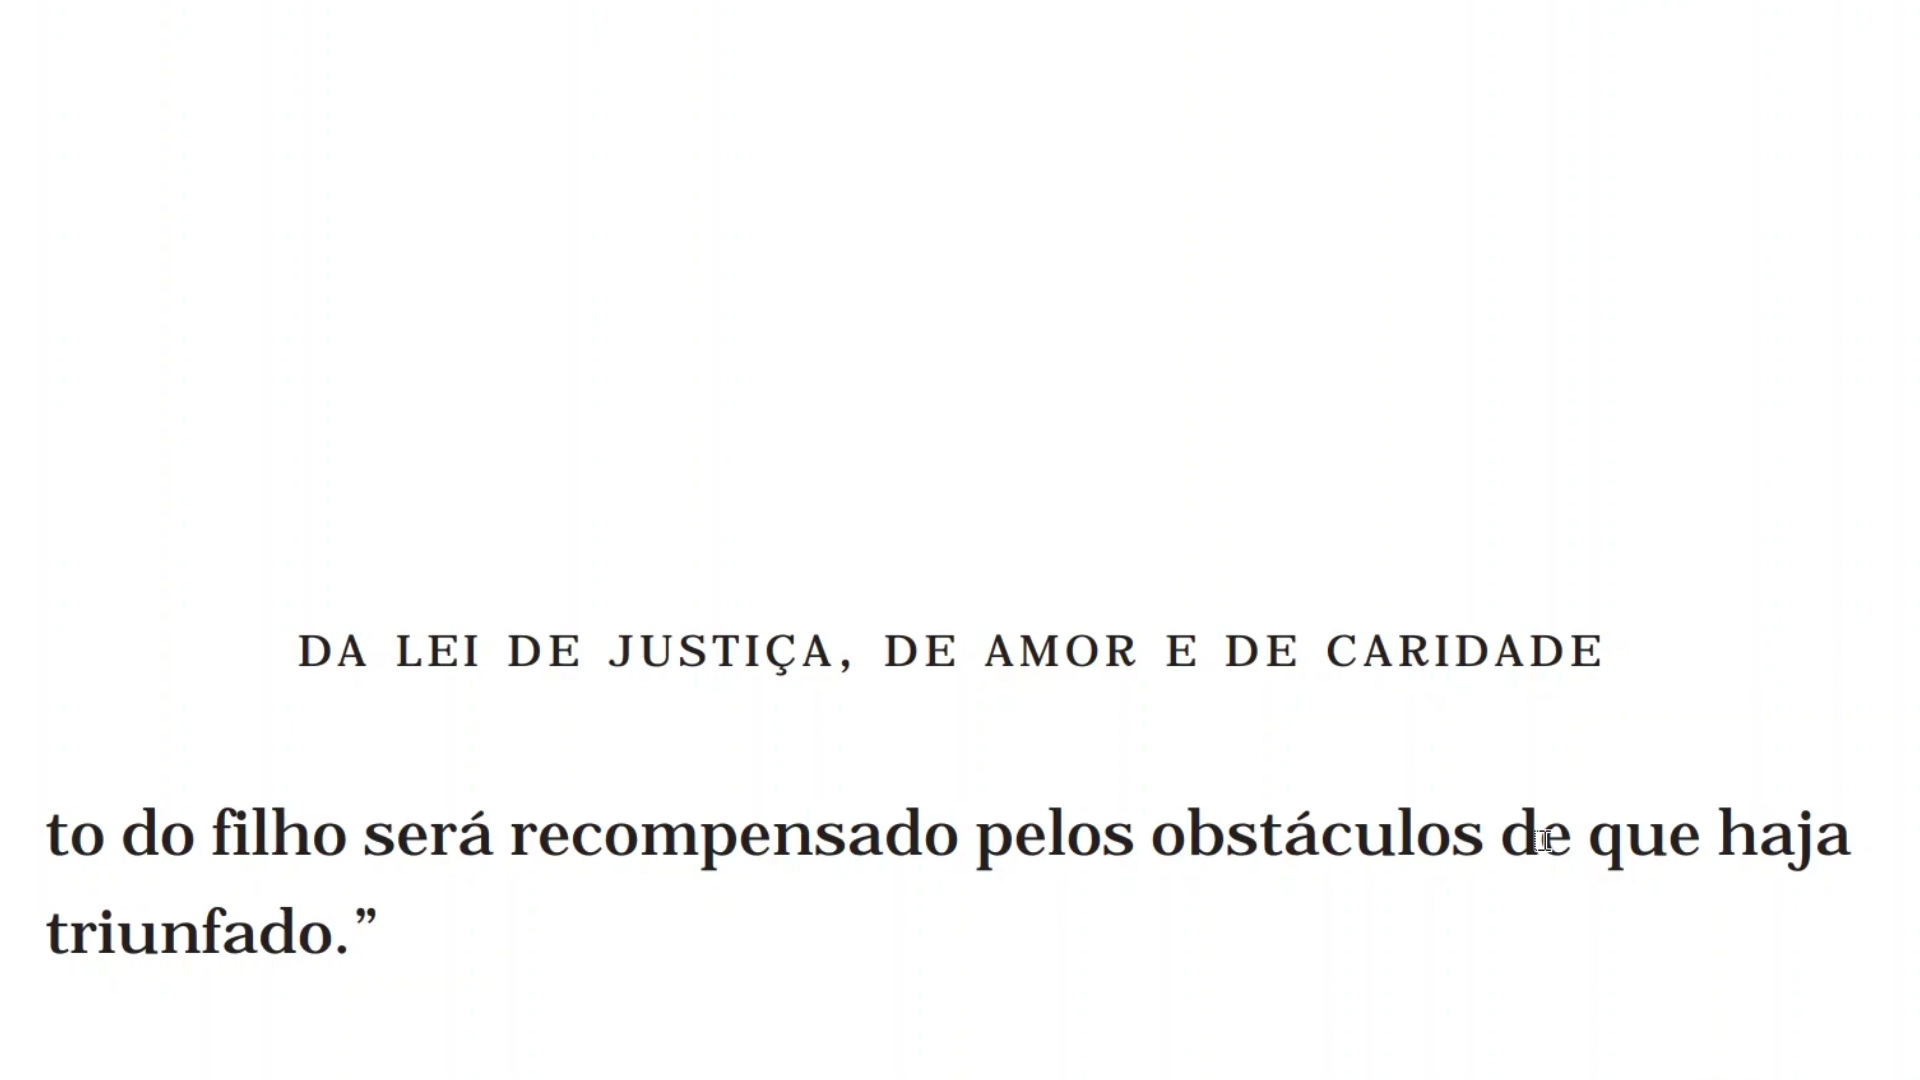 DA LEI DE JUSTIÇA, DE AMOR E DE CARIDADE
to do filho será recompensado pelos obstáculos de que haja
triunfado.”